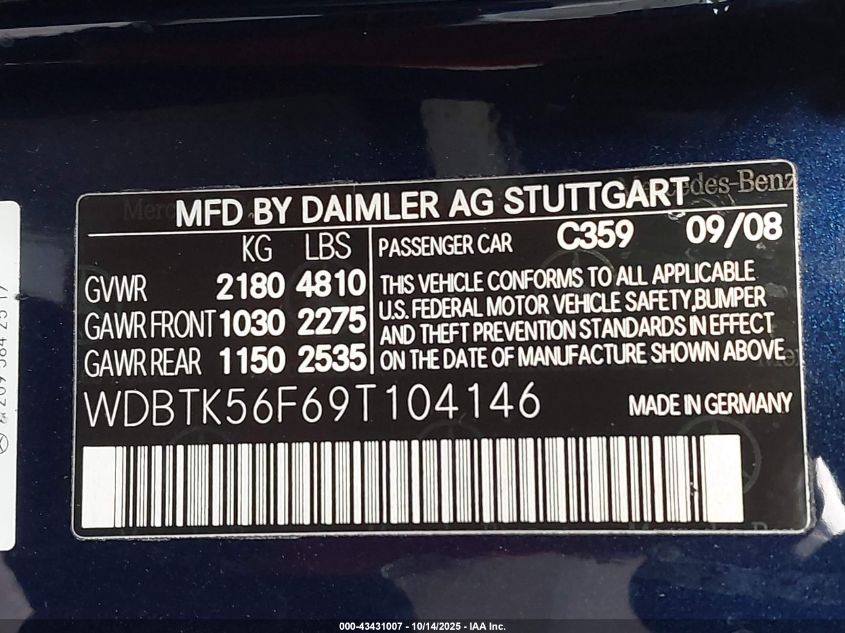 MFD BY DAIMLER AG STUTTGART
KG LBS
GVWR 2180 4810
GAWR FRONT 1030 2275
GAWR REAR 1150 2535
PASSENGER CAR C359 09/08
THIS VEHICLE CONFORMS TO ALL APPLICABLE
U.S. FEDERAL MOTOR VEHICLE SAFETY,BUMPER
AND THEFT PREVENTION STANDARDS IN EFFECT
ON THE DATE OF MANUFACTURE SHOWN ABOVE
WDBTK56F69T104146 MADE IN GERMANY
Mercedes-Benz
000-43431007 - 10/14/2025 - IAA Inc.